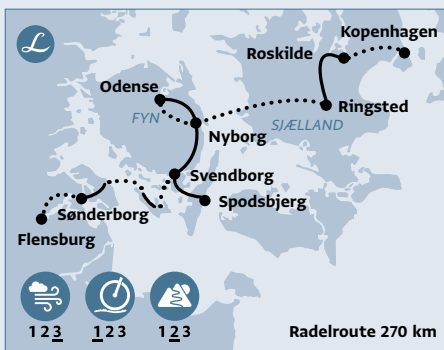 ℒ
Kopenhagen
Roskilde
Odense
FYN
Ringsted
SJÆLLAND
Nyborg
Svendborg
Spodsbjerg
Sønderborg
Flensburg
1 2 3
1 2 3
1 2 3
Radelroute 270 km